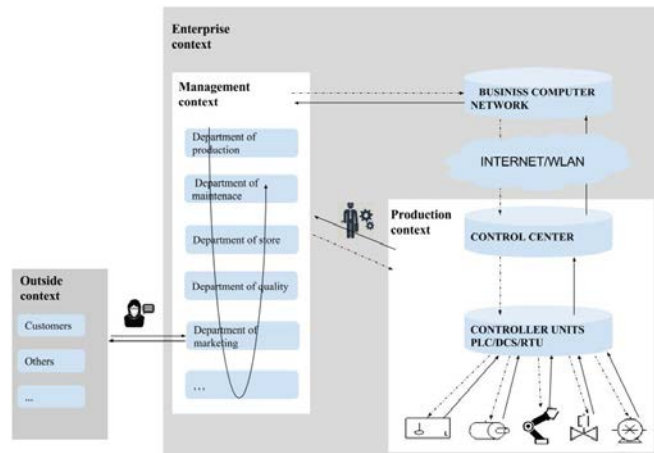 Enterprise
context
Management
context
Department of
production
Department of
maintenace
Department of store
Department of quality
Department of
marketing
...
Outside
context
Customers
Others
...
BUSINISS COMPUTER
NETWORK
INTERNET/WLAN
Production
context
CONTROL CENTER
CONTROLLER UNITS
PLC/DCS/RTU